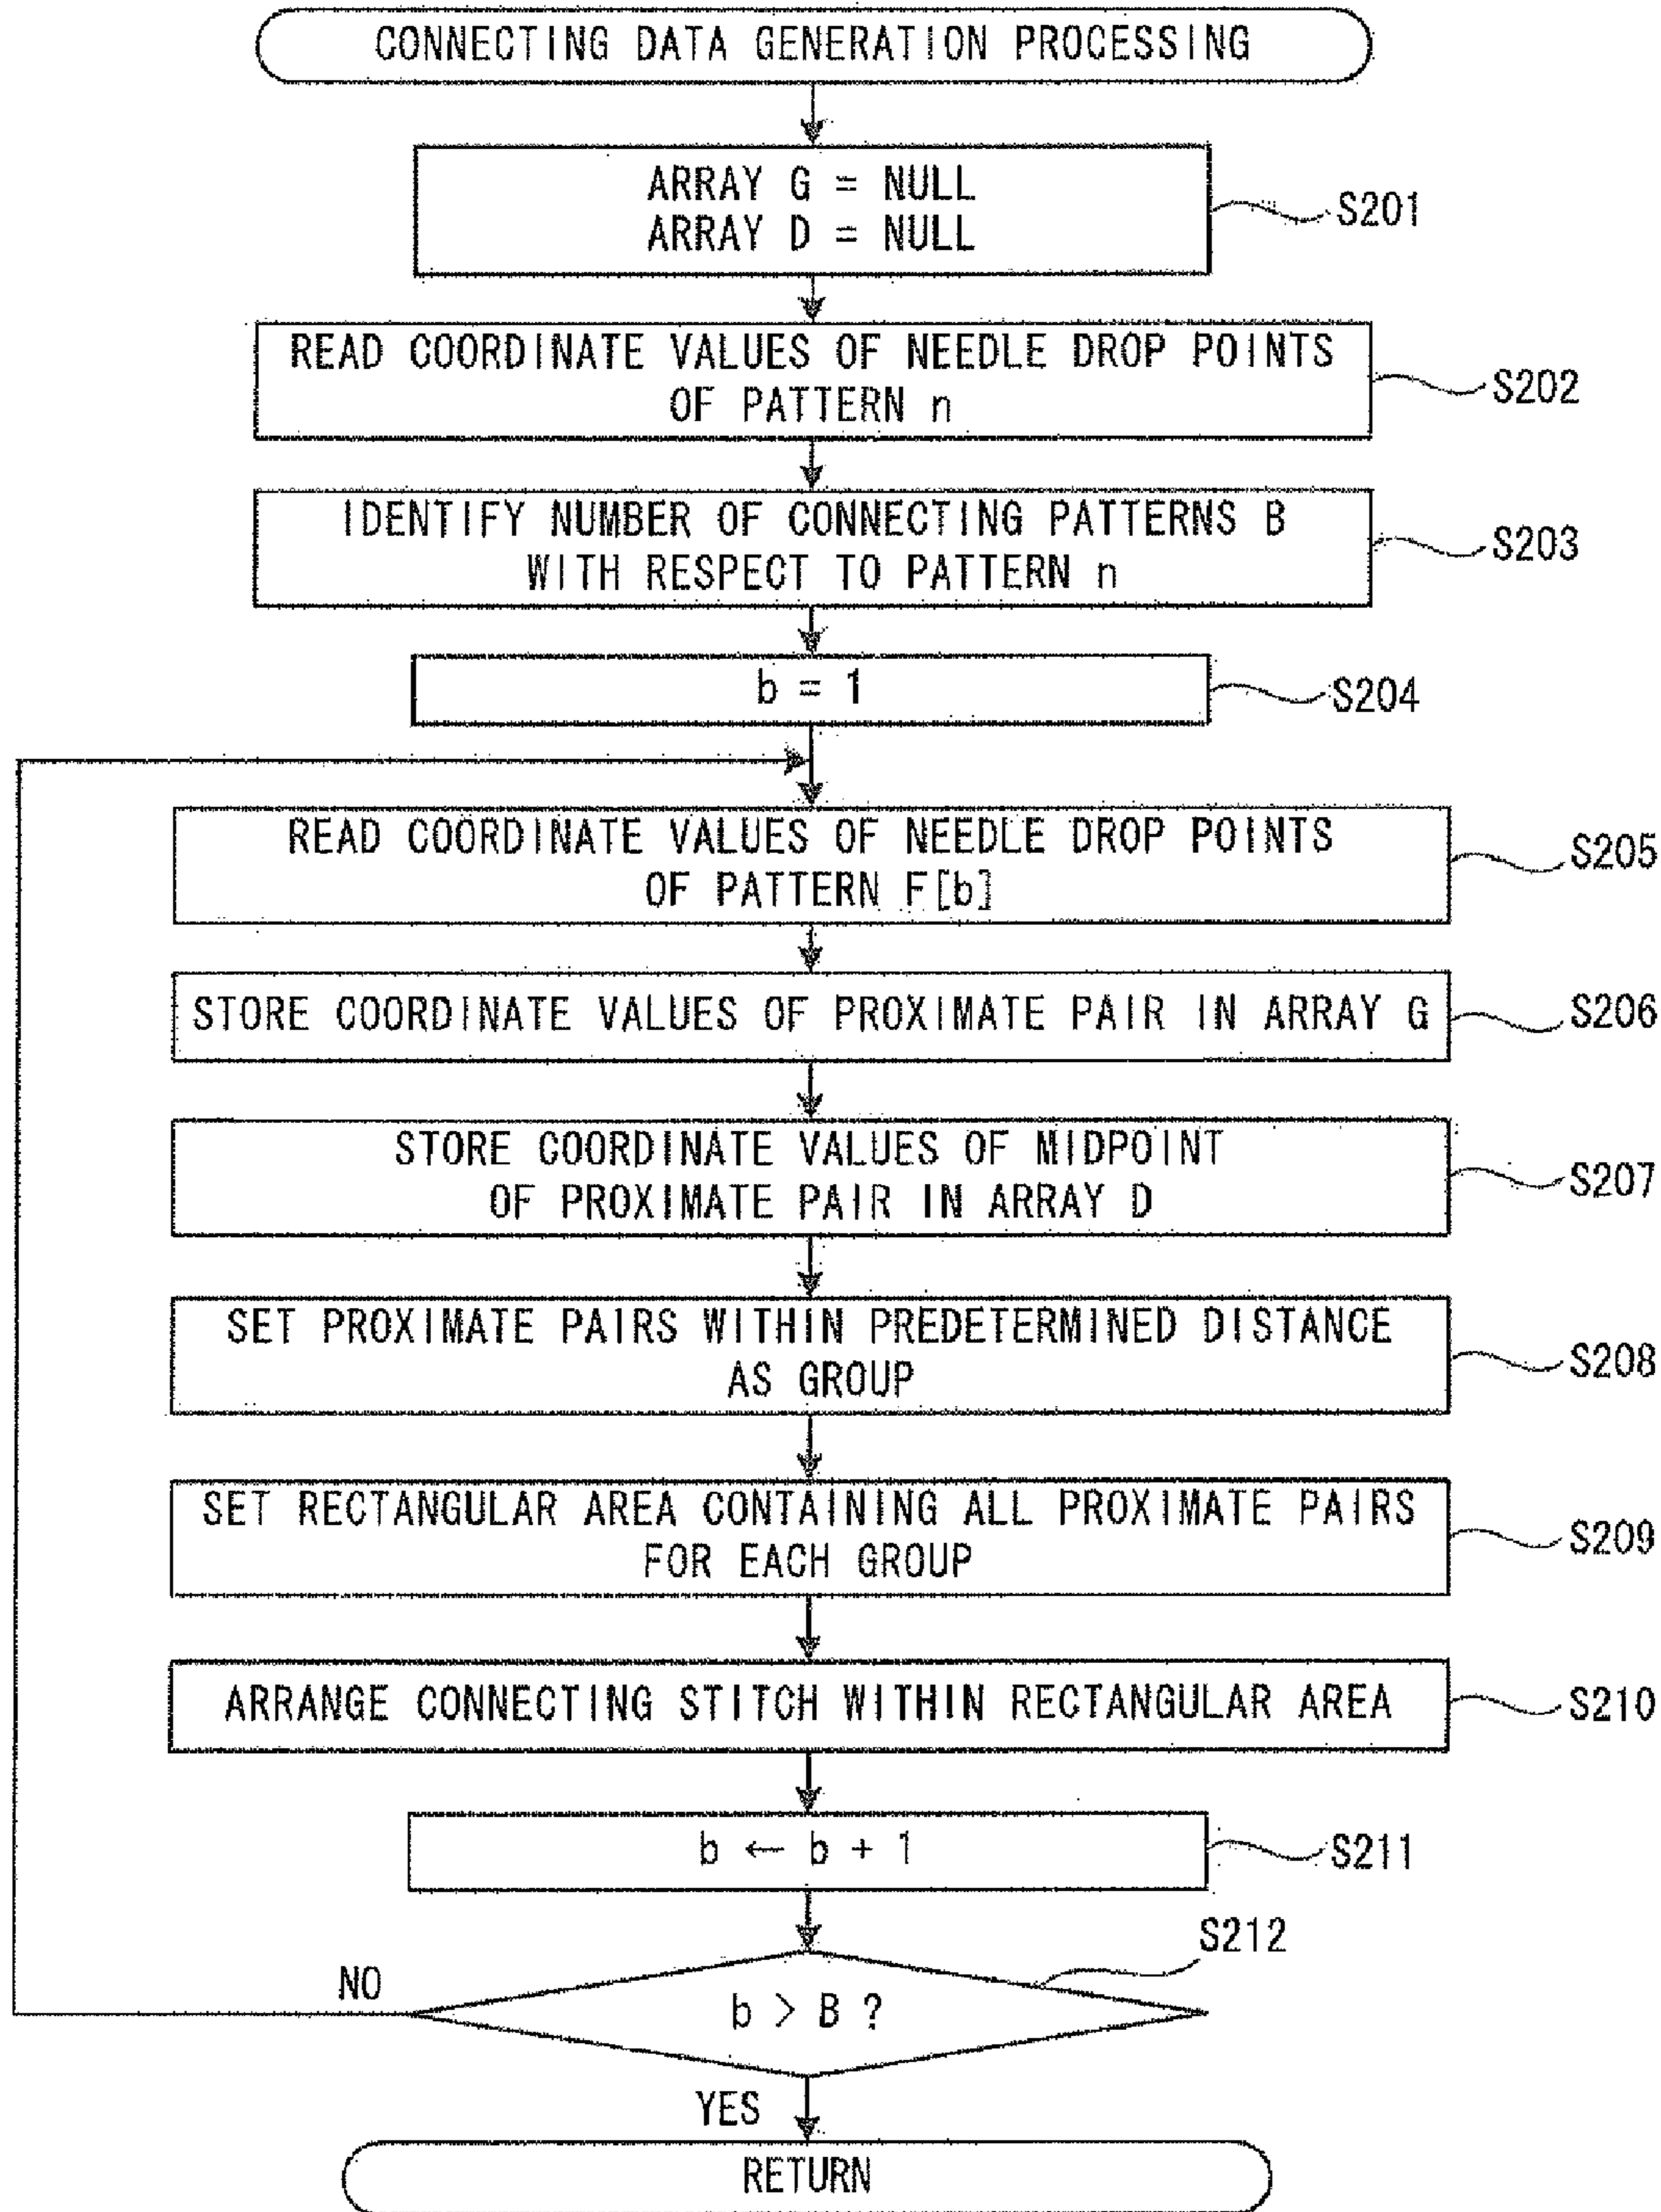 CONNECTING DATA GENERATION PROCESSING
ARRAY G = NULL
ARRAY D = NULL
S201
READ COORDINATE VALUES OF NEEDLE DROP POINTS
OF PATTERN n
S202
IDENTIFY NUMBER OF CONNECTING PATTERNS B
WITH RESPECT TO PATTERN n
S203
b = 1
S204
READ COORDINATE VALUES OF NEEDLE DROP POINTS
OF PATTERN F[b]
S205
STORE COORDINATE VALUES OF PROXIMATE PAIR IN ARRAY G
S206
STORE COORDINATE VALUES OF MIDPOINT
OF PROXIMATE PAIR IN ARRAY D
S207
SET PROXIMATE PAIRS WITHIN PREDETERMINED DISTANCE
AS GROUP
S208
SET RECTANGULAR AREA CONTAINING ALL PROXIMATE PAIRS
FOR EACH GROUP
S209
ARRANGE CONNECTING STITCH WITHIN RECTANGULAR AREA
S210
b ← b + 1
S211
S212
NO
b > B ?
YES
RETURN